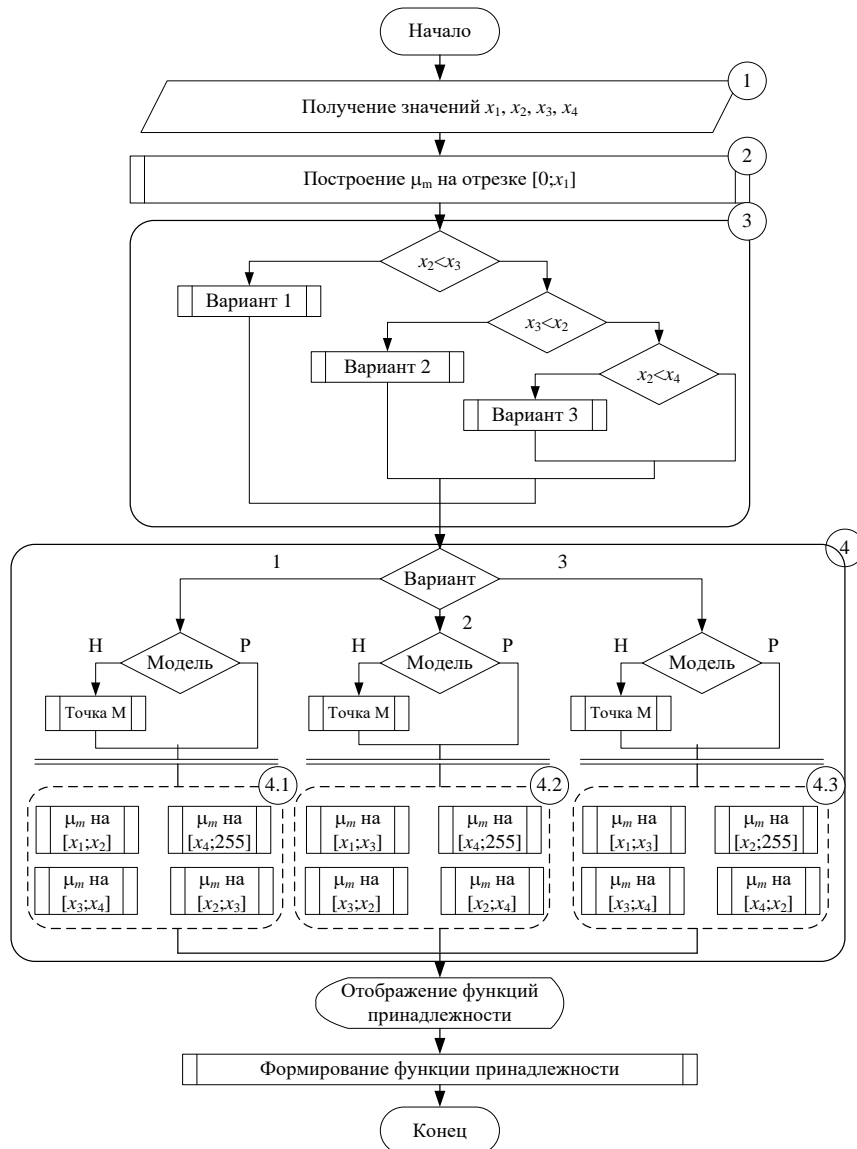 Начало
1
Получение значений x₁, x₂, x₃, x₄
2
Построение μₘ на отрезке [0;x₁]
3
x₂<x₃
Вариант 1
x₃<x₂
Вариант 2
x₂<x₄
Вариант 3
4
Вариант
1
2
3
Н
Модель
Р
Точка М
Н
Модель
Р
Точка М
Н
Модель
Р
Точка М
4.1
μₘ на
[x₁;x₂]
μₘ на
[x₄;255]
μₘ на
[x₃;x₄]
μₘ на
[x₂;x₃]
4.2
μₘ на
[x₁;x₃]
μₘ на
[x₄;255]
μₘ на
[x₃;x₂]
μₘ на
[x₂;x₄]
4.3
μₘ на
[x₁;x₃]
μₘ на
[x₂;255]
μₘ на
[x₃;x₄]
μₘ на
[x₄;x₂]
Отображение функций
принадлежности
Формирование функции принадлежности
Конец